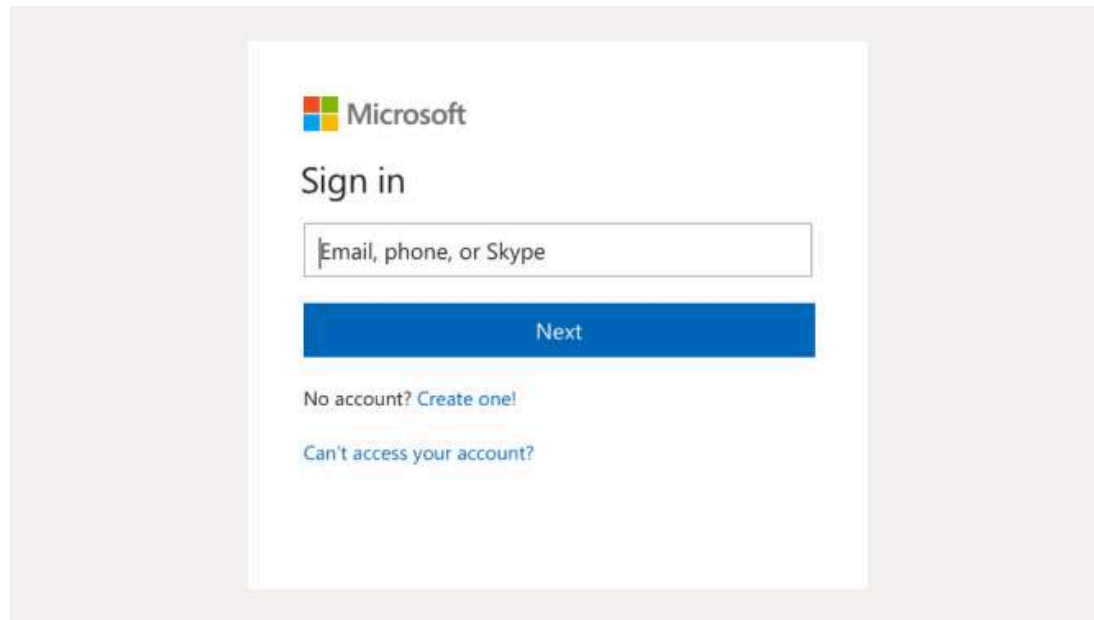 Microsoft
Sign in
Email, phone, or Skype
Next
No account? Create one!
Can't access your account?